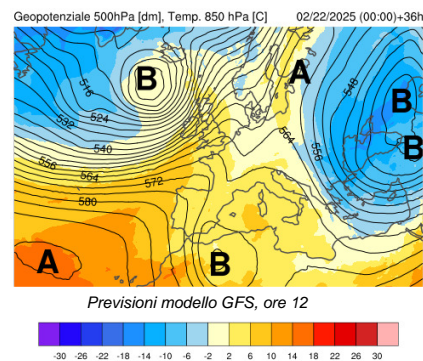 Geopotenziale 500hPa [dm], Temp. 850 hPa [C] 02/22/2025 (00:00)+36h
B
A
516
548
B
532
524
564
B
540
556
556
564
572
580
A
B
Previsioni modello GFS, ore 12
-30 -26 -22 -18 -14 -10 -6 -2 2 6 10 14 18 22 26 30